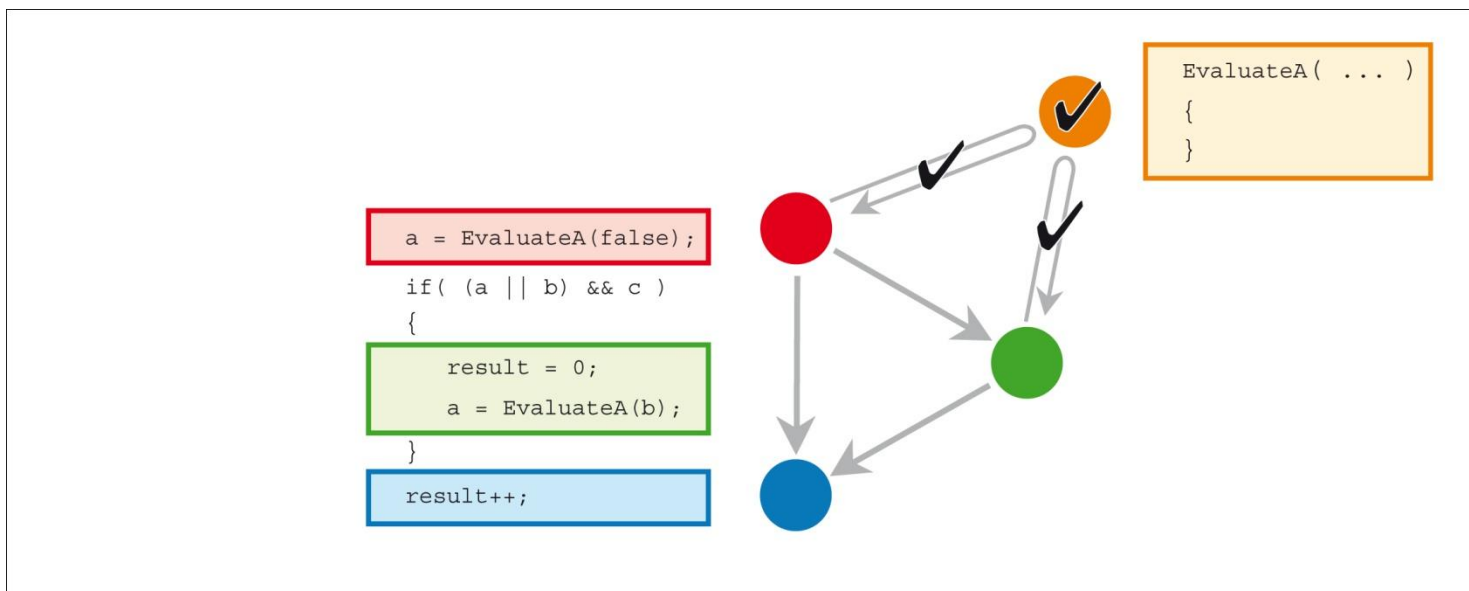 EvaluateA( ... )
{
}
a = EvaluateA(false);
if( (a || b) && c )
{
result = 0;
a = EvaluateA(b);
}
result++;